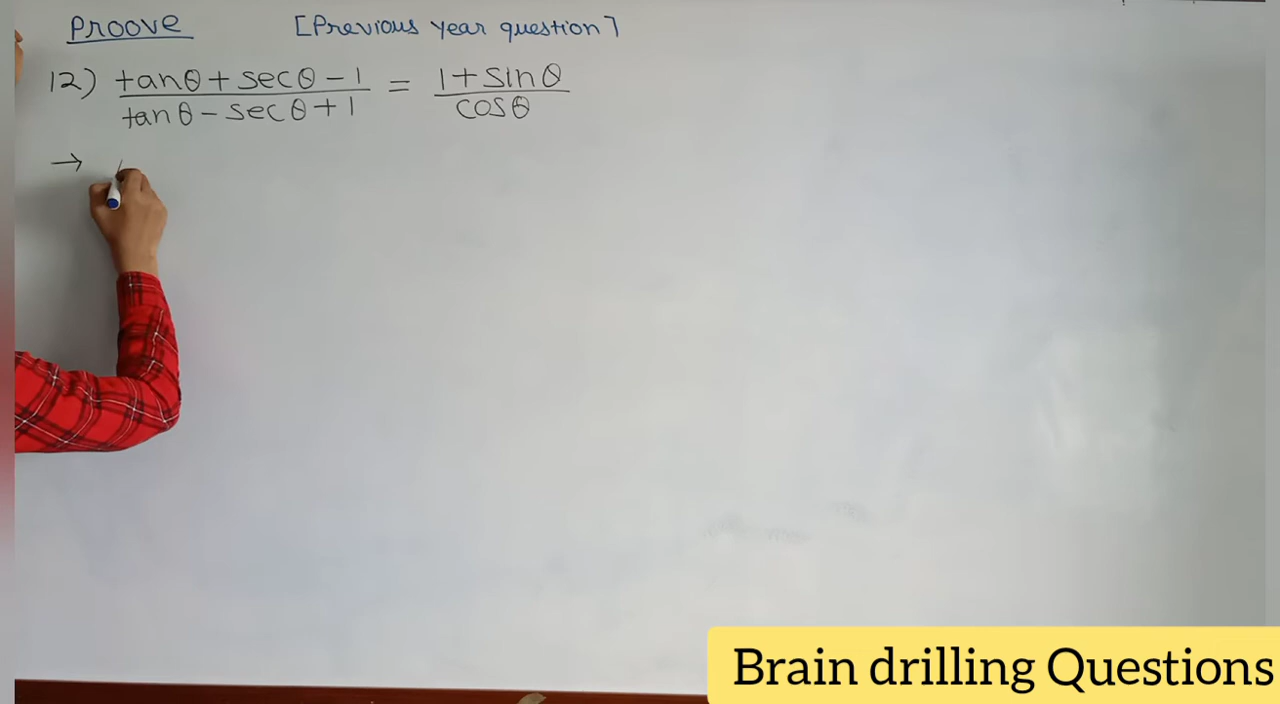 Proove [Previous year question]
12) tanθ + secθ - 1 / tanθ - secθ + 1 = 1 + sinθ / cosθ
→
Brain drilling Questions